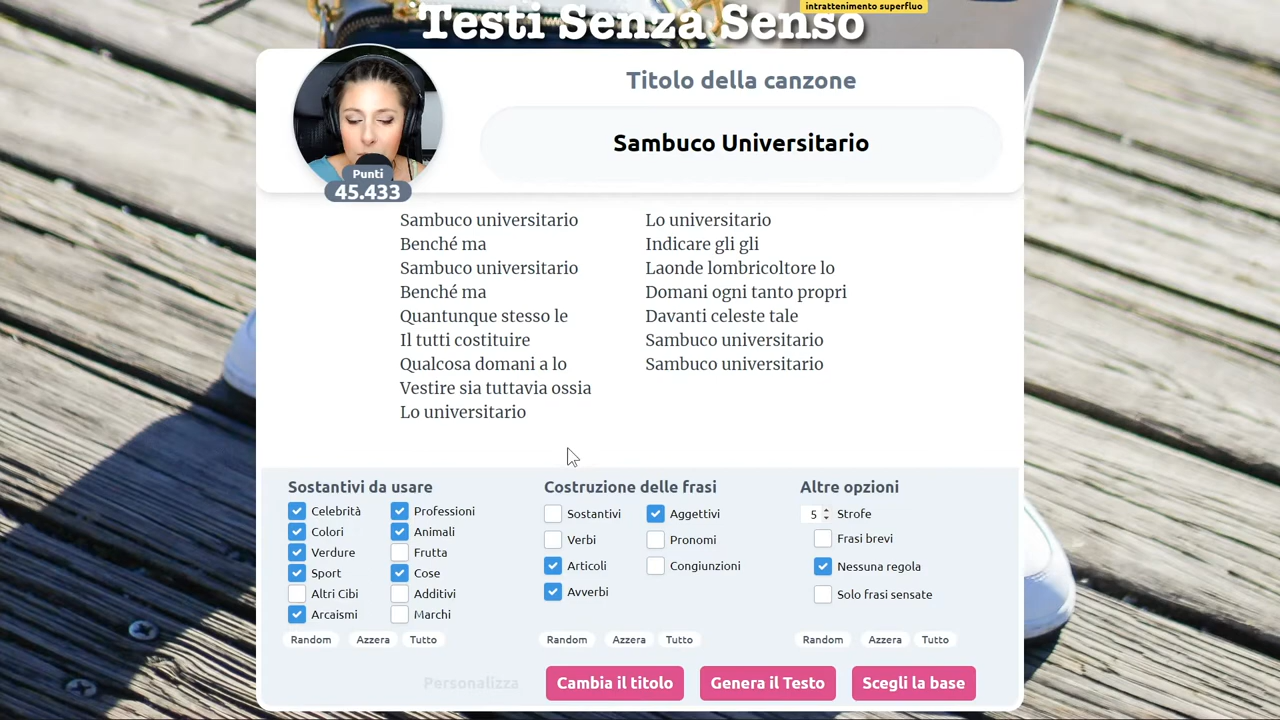 intrattenimento superfluo
Testi Senza Senso
Titolo della canzone
Sambuco Universitario
Punti
45.433
Sambuco universitario
Benché ma
Sambuco universitario
Benché ma
Quantunque stesso le
Il tutti costituire
Qualcosa domani a lo
Vestire sia tuttavia ossia
Lo universitario
Lo universitario
Indicare gli gli
Laonde lombricoltore lo
Domani ogni tanto propri
Davanti celeste tale
Sambuco universitario
Sambuco universitario
Sostantivi da usare
Celebrità
Professioni
Colori
Animali
Verdure
Frutta
Sport
Cose
Altri Cibi
Additivi
Arcaismi
Marchi
Random Azzera Tutto
Costruzione delle frasi
Sostantivi
Aggettivi
Verbi
Pronomi
Articoli
Congiunzioni
Avverbi
Random Azzera Tutto
Altre opzioni
5 Strofe
Frasi brevi
Nessuna regola
Solo frasi sensate
Random Azzera Tutto
Personalizza
Cambia il titolo
Genera il Testo
Scegli la base